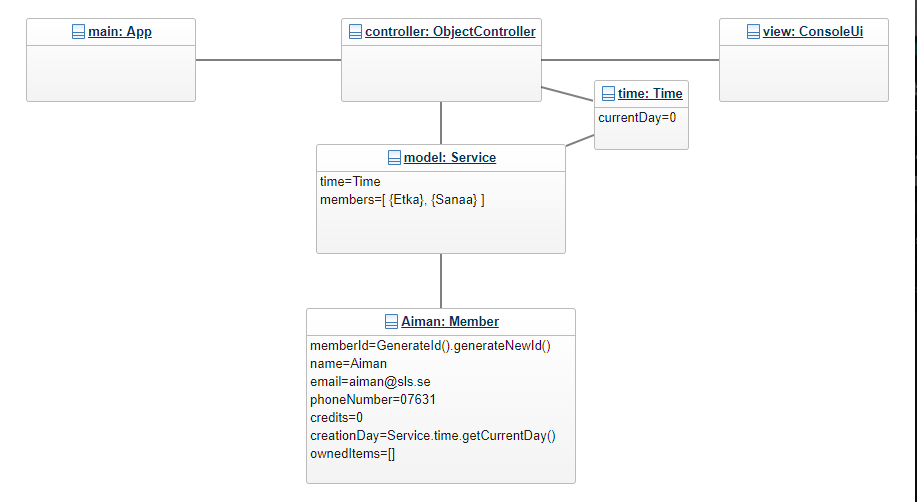 main: App
controller: ObjectController
view: ConsoleUi
time: Time
currentDay=0
model: Service
time=Time
members=[ {Etka}, {Sanaa} ]
Aiman: Member
memberId=GenerateId().generateNewId()
name=Aiman
email=aiman@sls.se
phoneNumber=07631
credits=0
creationDay=Service.time.getCurrentDay()
ownedItems=[]